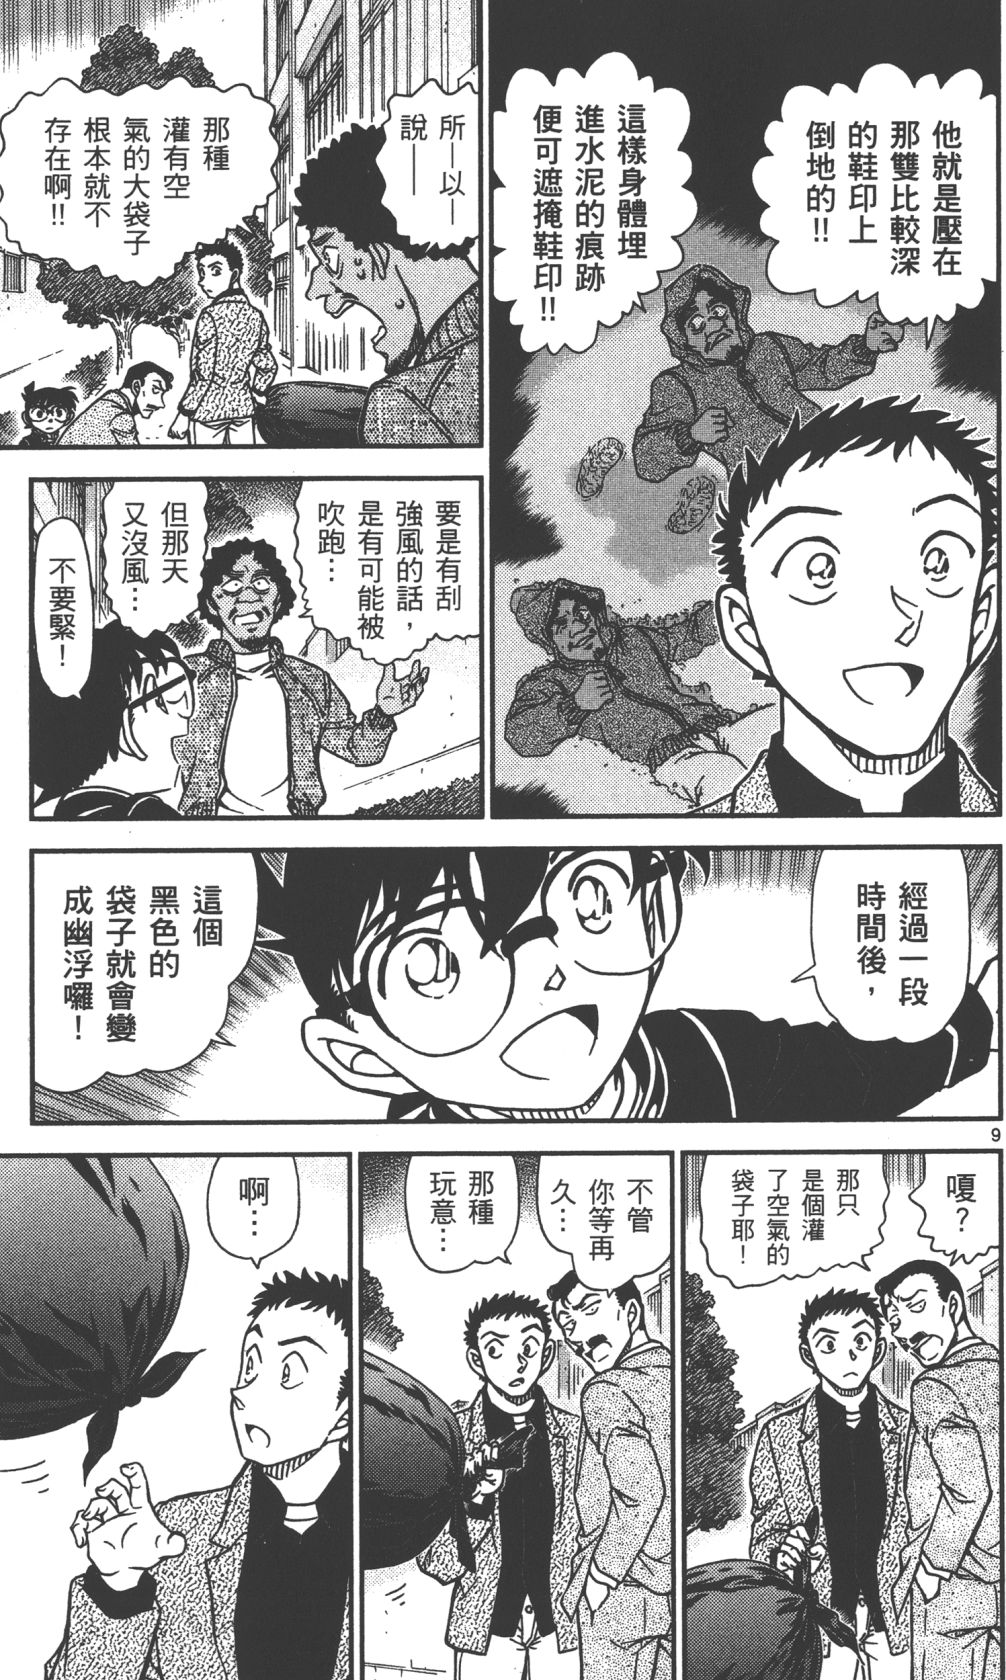 他就是壓在
那雙比較深
的鞋印上
倒地的!!
這樣身體埋
進水泥的痕跡
便可遮掩鞋印!!
所—以—
說—
那種
灌有空
氣的大袋子
根本就不
存在啊!!
要是有刮
強風的話，
是有可能被
吹跑…
但那天
又沒風…
不要緊！
經過一段
時間後，
這個
黑色的
袋子就會變
成幽浮囉！
9
嗄？
那只
是個灌
了空氣的
袋子耶！
不管
你等再
久…
那種
玩意…
啊…